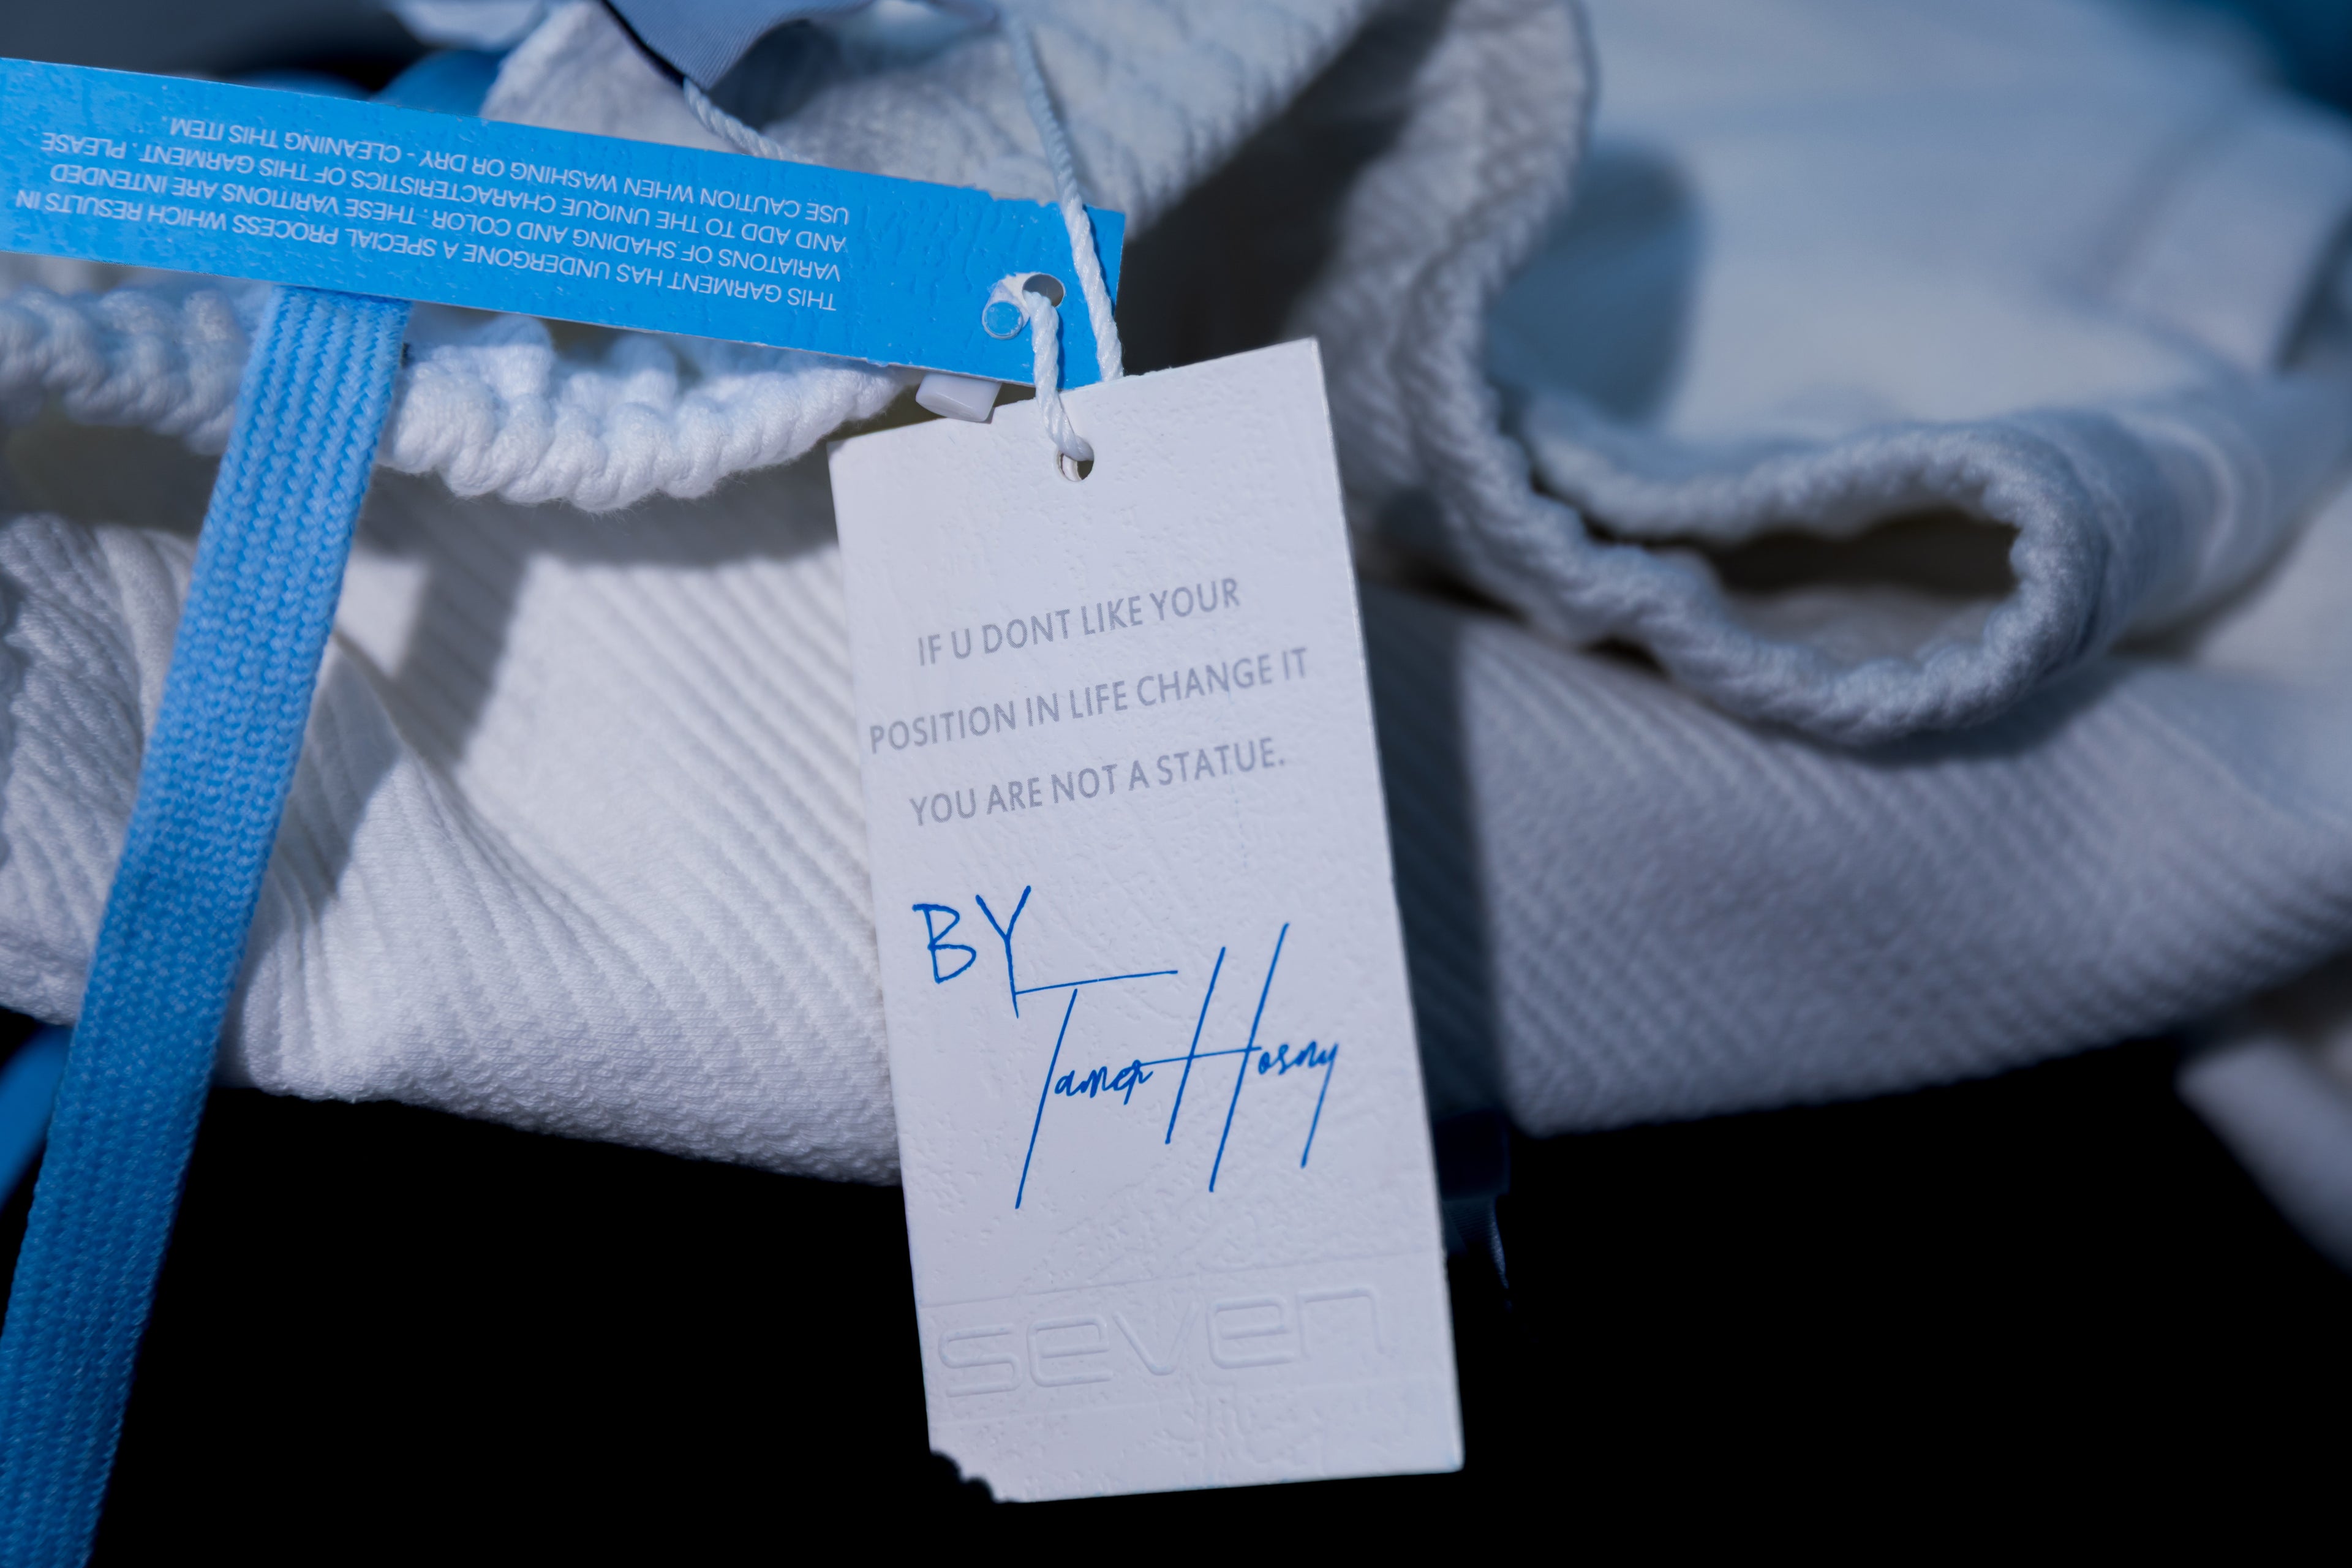 THIS GARMENT HAS UNDERGONE A SPECIAL PROCESS WHICH RESULTS IN
VARIATONS OF SHADING AND COLOR. THESE VARITIONS ARE INTENDED
AND ADD TO THE UNIQUE CHARACTERISTICS OF THIS GARMENT. PLEASE
USE CAUTION WHEN WASHING OR DRY - CLEANING THIS ITEM.
IF U DONT LIKE YOUR
POSITION IN LIFE CHANGE IT
YOU ARE NOT A STATUE.
BY
Tamer Hosny
seven